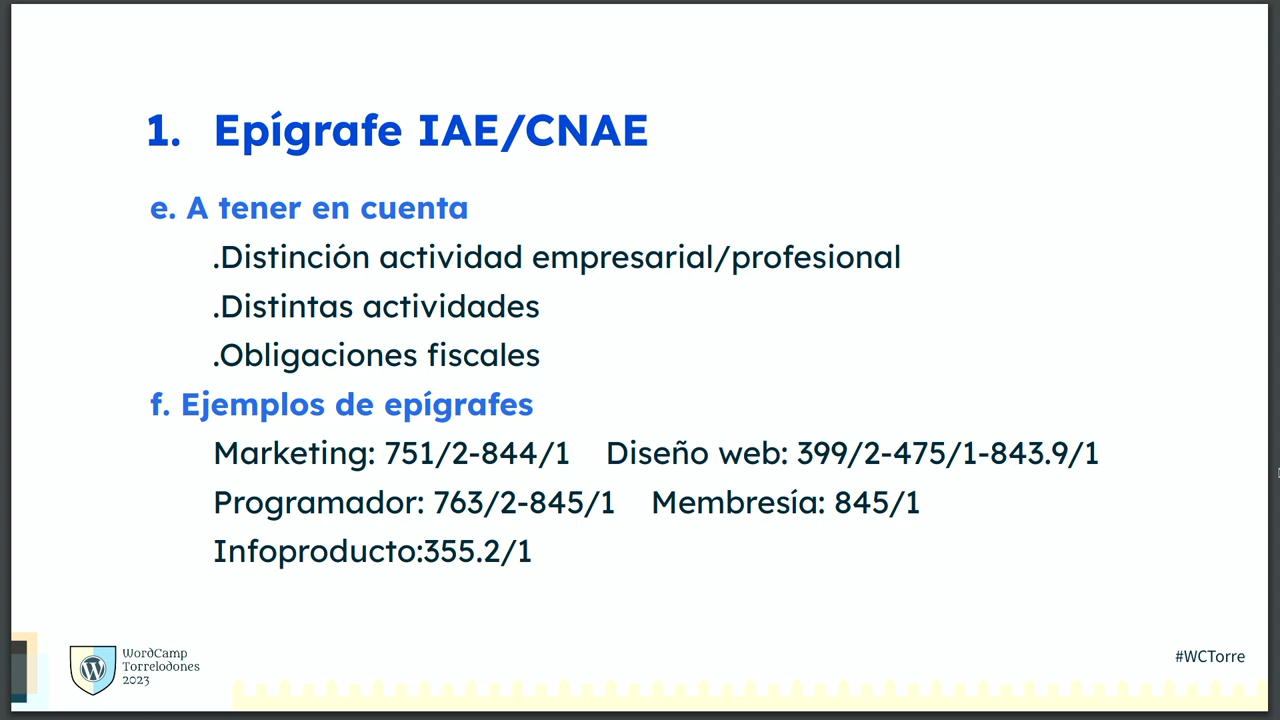 1. Epígrafe IAE/CNAE
e. A tener en cuenta
.Distinción actividad empresarial/profesional
.Distintas actividades
.Obligaciones fiscales
f. Ejemplos de epígrafes
Marketing: 751/2-844/1 Diseño web: 399/2-475/1-843.9/1
Programador: 763/2-845/1 Membresía: 845/1
Infoproducto:355.2/1
WordCamp
Torrelodones
2023
#WCTorre